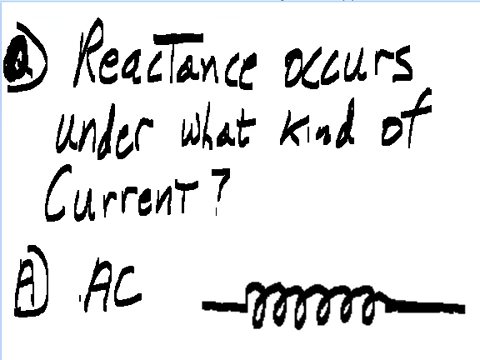 Q) Reactance occurs
under what kind of
Current?
A) AC